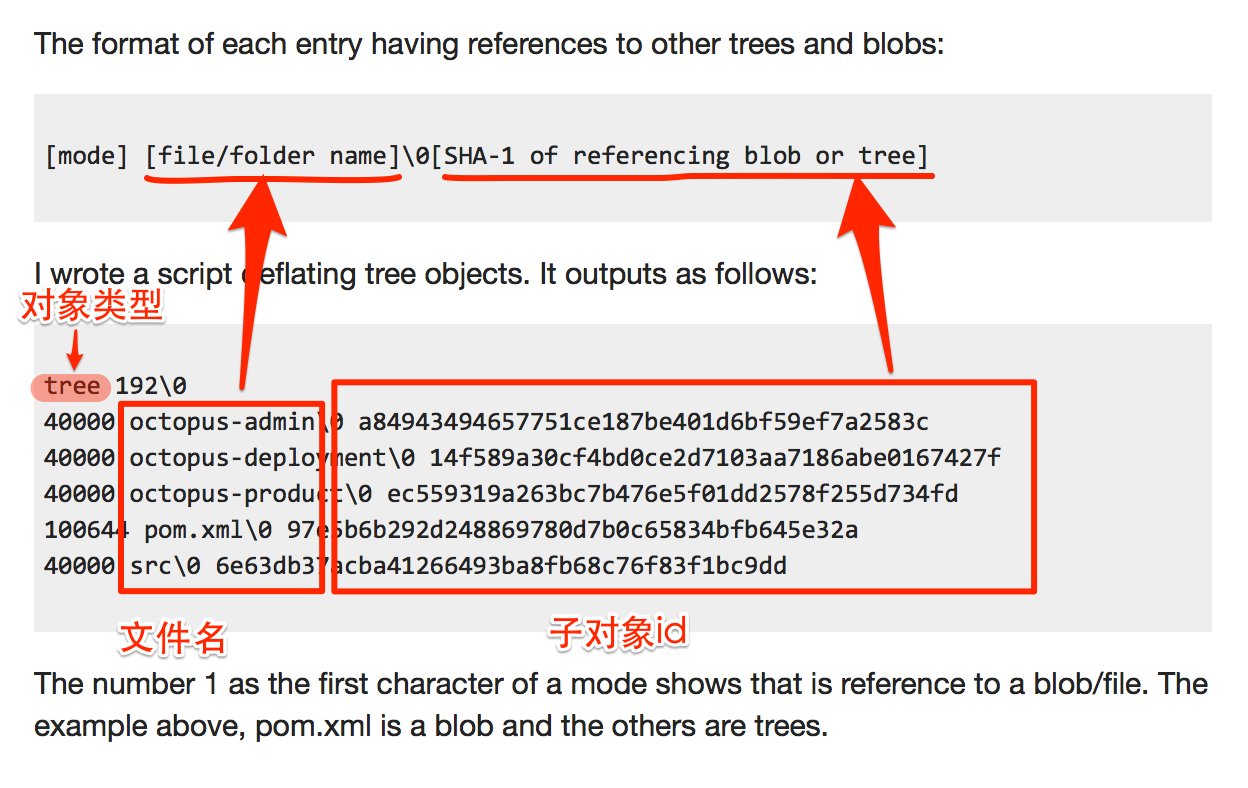 The format of each entry having references to other trees and blobs:
[mode] [file/folder name]\0[SHA-1 of referencing blob or tree]
I wrote a script deflating tree objects. It outputs as follows:
对象类型
tree 192\0
40000 octopus-admin\0 a84943494657751ce187be401d6bf59ef7a2583c
40000 octopus-deployment\0 14f589a30cf4bd0ce2d7103aa7186abe0167427f
40000 octopus-product\0 ec559319a263bc7b476e5f01dd2578f255d734fd
100644 pom.xml\0 97e5b6b292d248869780d7b0c65834bfb645e32a
40000 src\0 6e63db37acba41266493ba8fb68c76f83f1bc9dd
文件名
子对象id
The number 1 as the first character of a mode shows that is reference to a blob/file. The
example above, pom.xml is a blob and the others are trees.